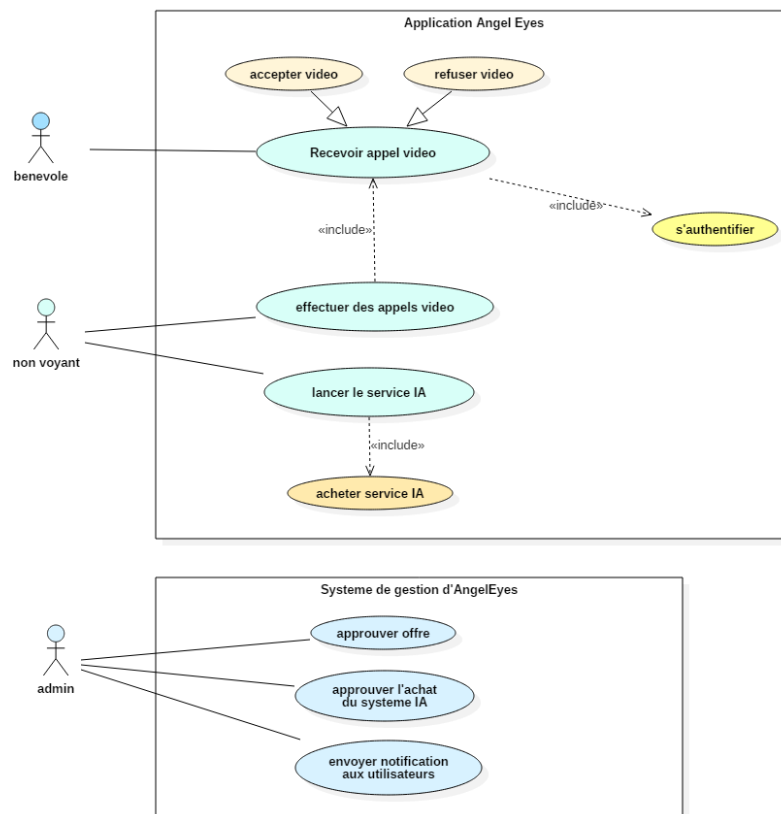 Application Angel Eyes
accepter video
refuser video
benevole
Recevoir appel video
«include»
s'authentifier
«include»
non voyant
effectuer des appels video
lancer le service IA
«include»
acheter service IA
Systeme de gestion d'AngelEyes
admin
approuver offre
approuver l'achat
du systeme IA
envoyer notification
aux utilisateurs